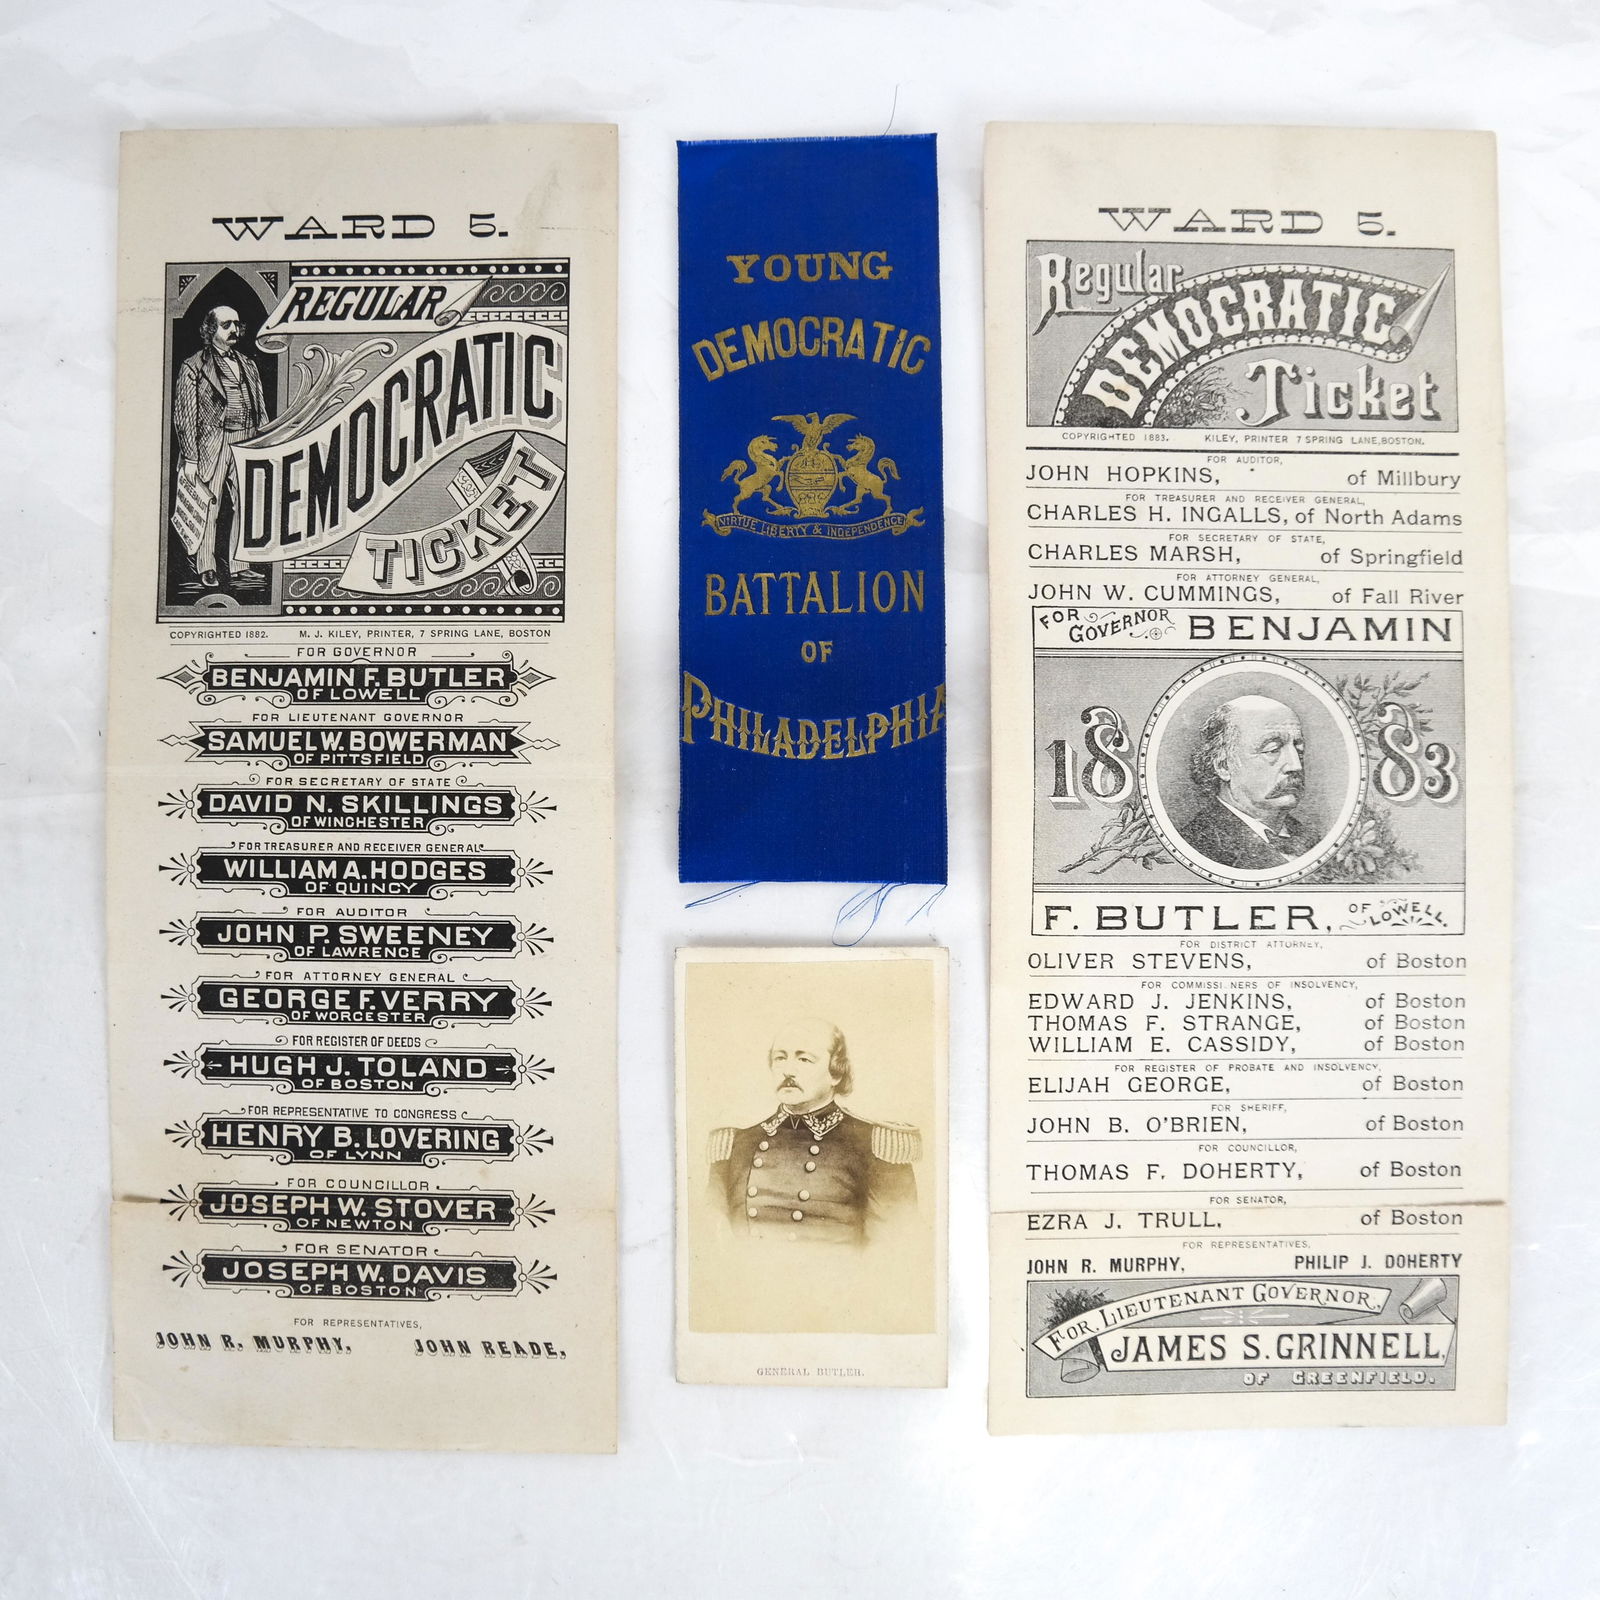 WARD 5.
REGULAR
DEMOCRATIC
TICKET
COPYRIGHTED 1882. M. J. KILEY, PRINTER, 7 SPRING LANE, BOSTON
FOR GOVERNOR
BENJAMIN F. BUTLER
OF LOWELL
FOR LIEUTENANT GOVERNOR
SAMUEL W. BOWERMAN
OF PITTSFIELD
FOR SECRETARY OF STATE
DAVID N. SKILLINGS
OF WINCHESTER
FOR TREASURER AND RECEIVER GENERAL
WILLIAM A. HODGES
OF QUINCY
FOR AUDITOR
JOHN P. SWEENEY
OF LAWRENCE
FOR ATTORNEY GENERAL
GEORGE F. VERRY
OF WORCESTER
FOR REGISTER OF DEEDS
HUGH J. TOLAND
OF BOSTON
FOR REPRESENTATIVE TO CONGRESS
HENRY B. LOVERING
OF LYNN
FOR COUNCILLOR
JOSEPH W. STOVER
OF NEWTON
FOR SENATOR
JOSEPH W. DAVIS
OF BOSTON
FOR REPRESENTATIVES,
JOHN R. MURPHY, JOHN READE,
YOUNG
DEMOCRATIC
VIRTUE LIBERTY & INDEPENDENCE
BATTALION
OF
PHILADELPHIA
GENERAL BUTLER.
WARD 5.
Regular
DEMOCRATIC
Ticket
COPYRIGHTED 1883. KILEY, PRINTER 7 SPRING LANE, BOSTON.
FOR AUDITOR,
JOHN HOPKINS, of Millbury
FOR TREASURER AND RECEIVER GENERAL,
CHARLES H. INGALLS, of North Adams
FOR SECRETARY OF STATE,
CHARLES MARSH, of Springfield
FOR ATTORNEY GENERAL,
JOHN W. CUMMINGS, of Fall River
FOR GOVERNOR BENJAMIN
1883
F. BUTLER, OF LOWELL.
FOR DISTRICT ATTORNEY,
OLIVER STEVENS, of Boston
FOR COMMISSIONERS OF INSOLVENCY,
EDWARD J. JENKINS, of Boston
THOMAS F. STRANGE, of Boston
WILLIAM E. CASSIDY, of Boston
FOR REGISTER OF PROBATE AND INSOLVENCY,
ELIJAH GEORGE, of Boston
FOR SHERIFF,
JOHN B. O'BRIEN, of Boston
FOR COUNCILLOR,
THOMAS F. DOHERTY, of Boston
FOR SENATOR,
EZRA J. TRULL, of Boston
FOR REPRESENTATIVES,
JOHN R. MURPHY, PHILIP J. DOHERTY
FOR LIEUTENANT GOVERNOR,
JAMES S. GRINNELL,
OF GREENFIELD.